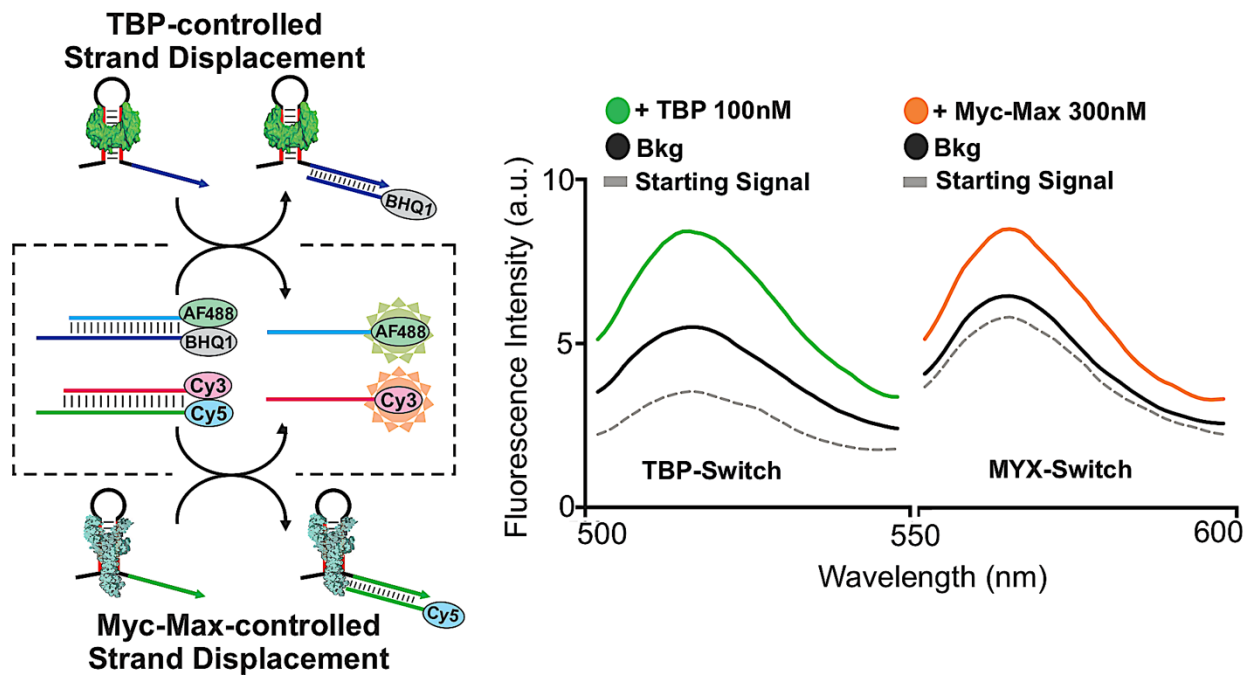 TBP-controlled
Strand Displacement
BHQ1
AF488
BHQ1
AF488
Cy3
Cy5
Cy3
Cy5
Myc-Max-controlled
Strand Displacement
+ TBP 100nM
Bkg
Starting Signal
+ Myc-Max 300nM
Bkg
Starting Signal
Fluorescence Intensity (a.u.)
10
5
0
TBP-Switch
MYX-Switch
500
550
600
Wavelength (nm)